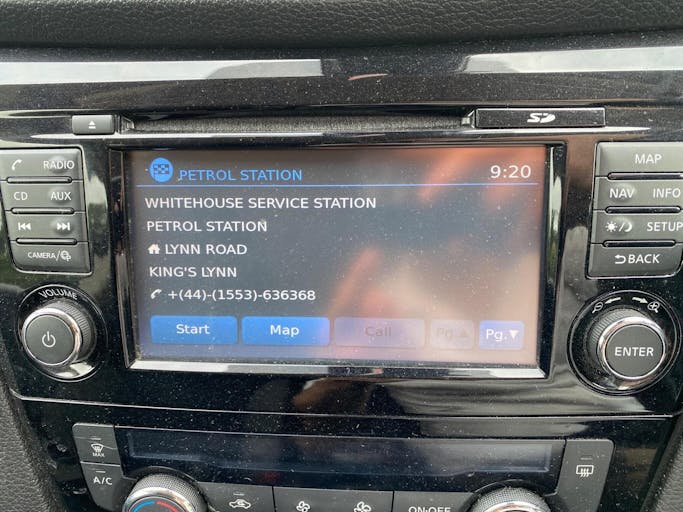 SD
RADIO
CD AUX
CAMERA/
VOLUME
PETROL STATION 9:20
WHITEHOUSE SERVICE STATION
PETROL STATION
LYNN ROAD
KING'S LYNN
+(44)-(1553)-636368
Start Map Call Pg.▲ Pg.▼
MAP
NAV INFO
SETUP
BACK
ENTER
MAX
A/C
ON·OFF